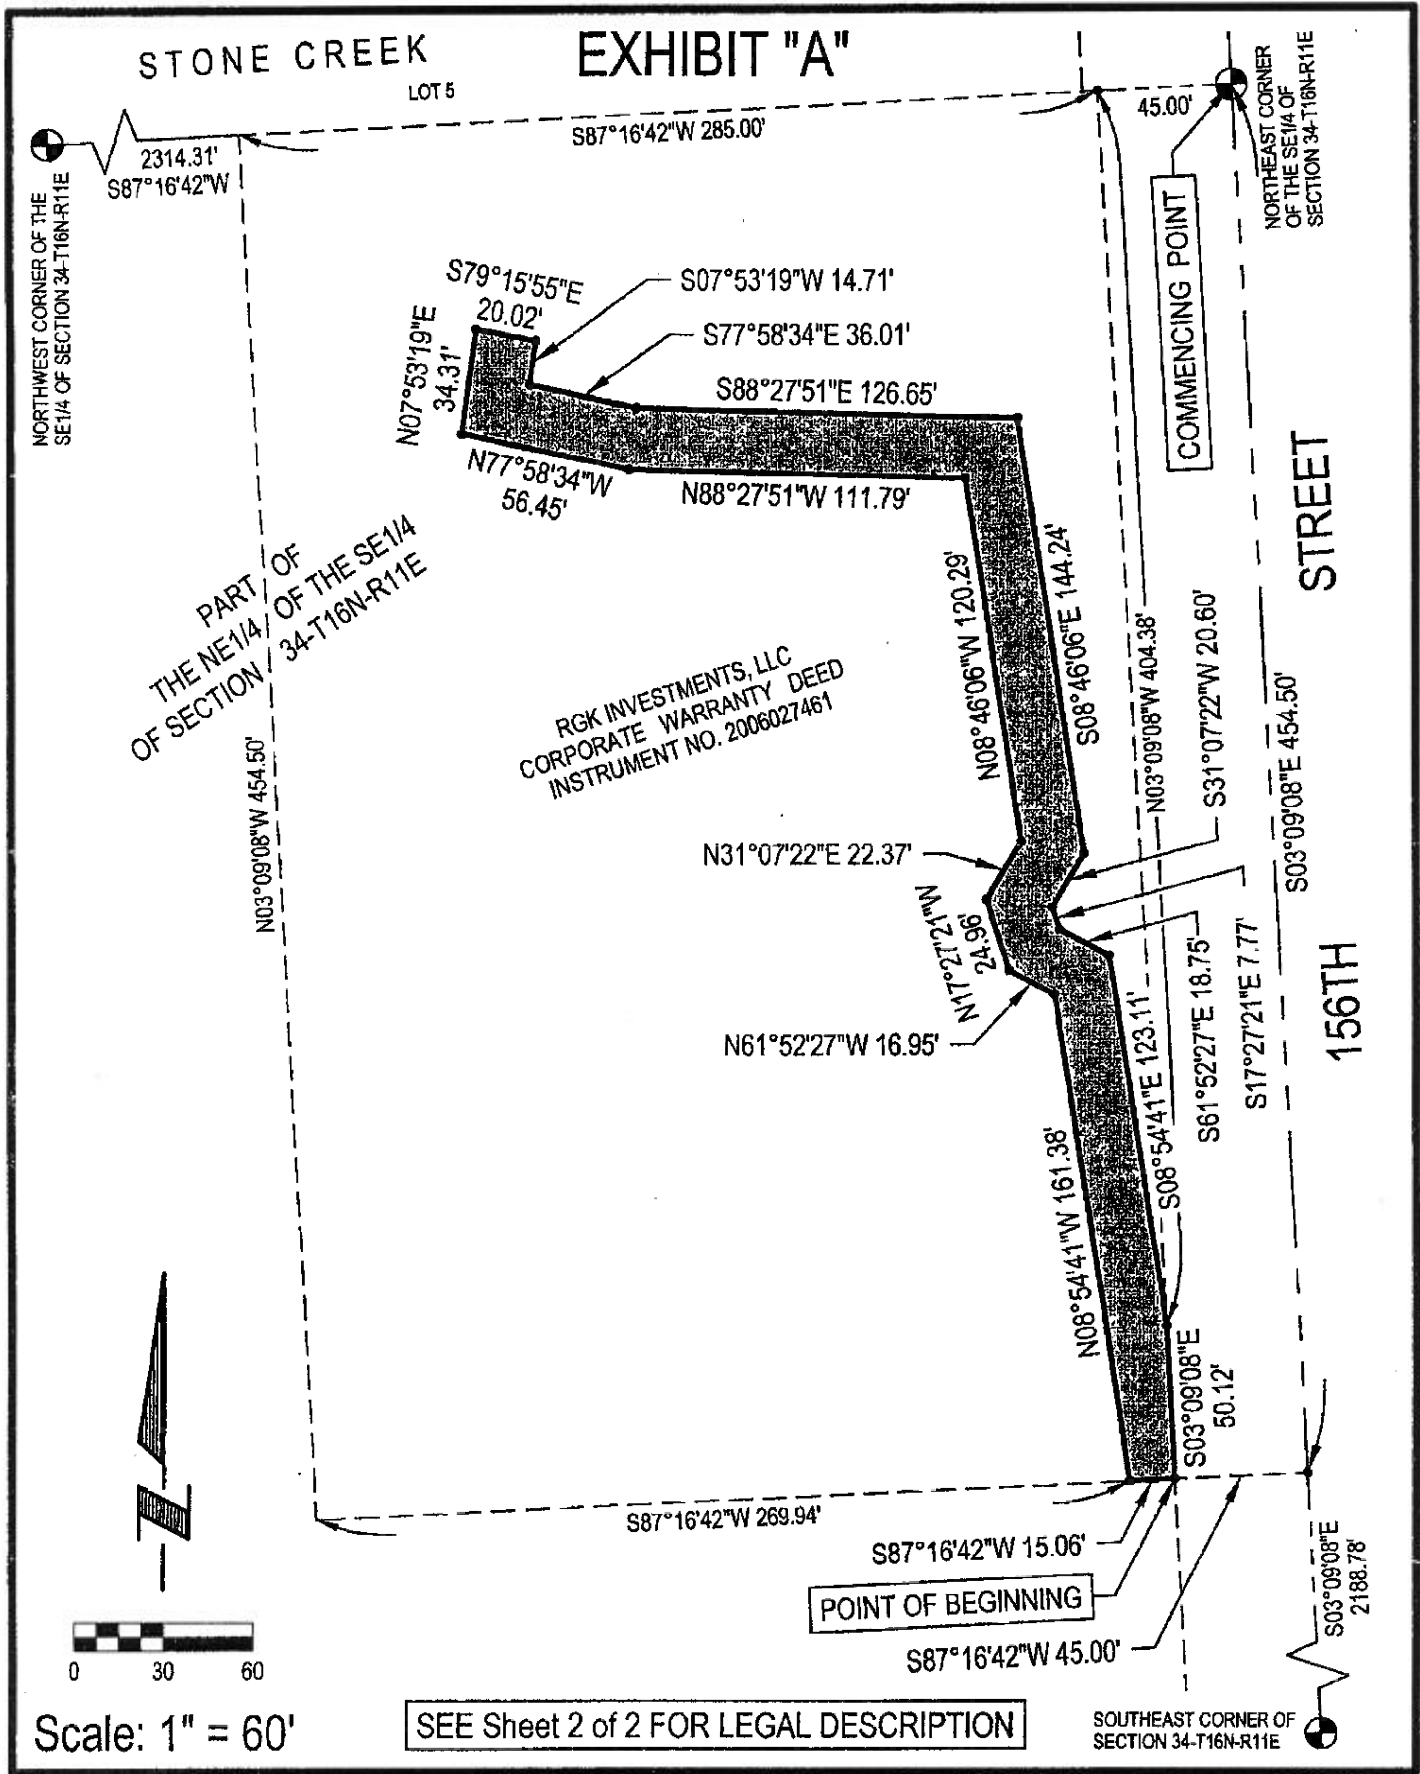 EXHIBIT "A"
STONE CREEK
LOT 5
S87°16'42"W 285.00'
45.00'
NORTHEAST CORNER
OF THE SE1/4 OF
SECTION 34-T16N-R11E
2314.31'
S87°16'42"W
NORTHWEST CORNER OF THE
SE1/4 OF SECTION 34-T16N-R11E
COMMENCING POINT
S79°15'55"E
20.02'
S07°53'19"W 14.71'
S77°58'34"E 36.01'
S88°27'51"E 126.65'
N07°53'19"E
34.31'
N77°58'34"W
56.45'
N88°27'51"W 111.79'
PART OF
THE NE1/4 OF THE SE1/4
OF SECTION 34-T16N-R11E
RGK INVESTMENTS, LLC
CORPORATE WARRANTY DEED
INSTRUMENT NO. 2006027461
N08°46'06"W 120.29'
S08°46'06"E 144.24'
N03°09'08"W 404.38'
S31°07'22"W 20.60'
S03°09'08"E 454.50'
156TH STREET
N03°09'08"W 454.50'
N31°07'22"E 22.37'
N17°27'21"W
24.96'
N61°52'27"W 16.95'
S08°54'41"E 123.11'
S61°52'27"E 18.75'
S17°27'21"E 7.77'
N08°54'41"W 161.38'
S03°09'08"E
50.12'
S87°16'42"W 269.94'
S87°16'42"W 15.06'
POINT OF BEGINNING
S87°16'42"W 45.00'
S03°09'08"E
2188.78'
0 30 60
Scale: 1" = 60'
SEE Sheet 2 of 2 FOR LEGAL DESCRIPTION
SOUTHEAST CORNER OF
SECTION 34-T16N-R11E